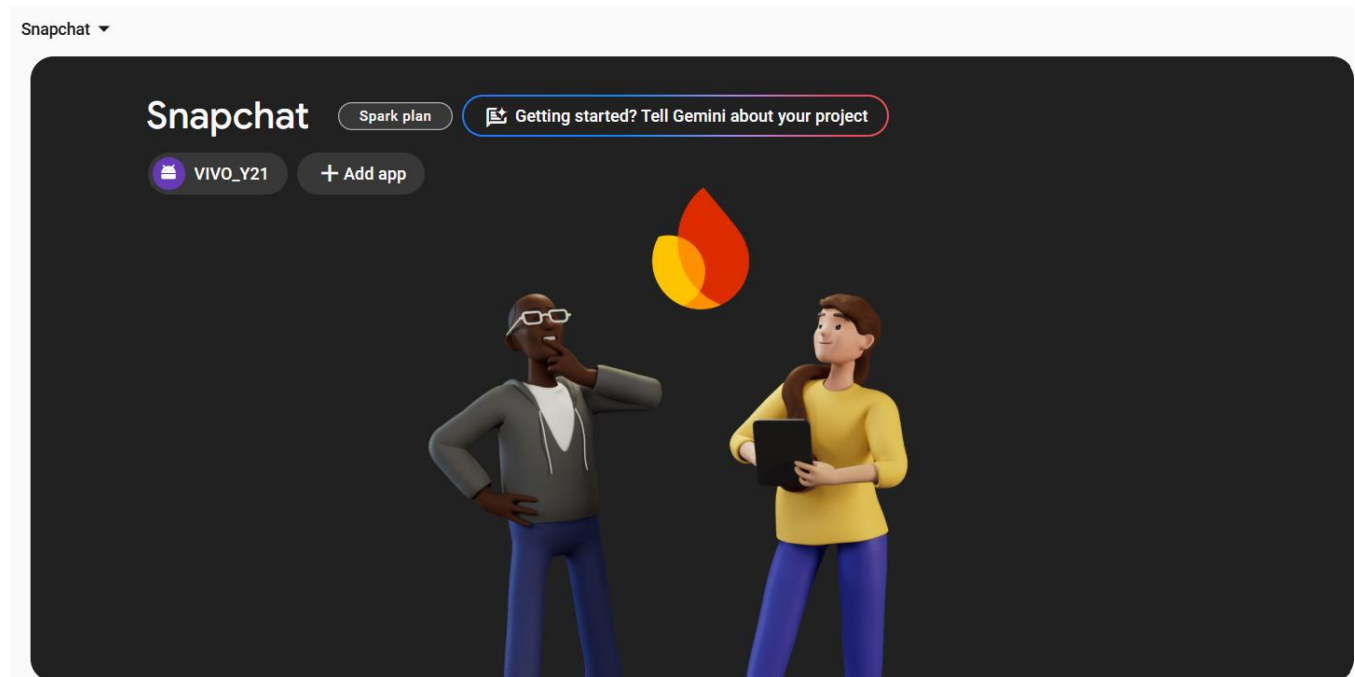 Snapchat
Snapchat Spark plan Getting started? Tell Gemini about your project
VIVO_Y21 + Add app